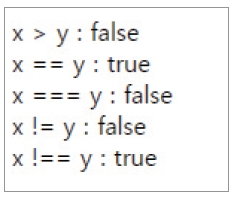 x > y : false
x == y : true
x === y : false
x != y : false
x !== y : true